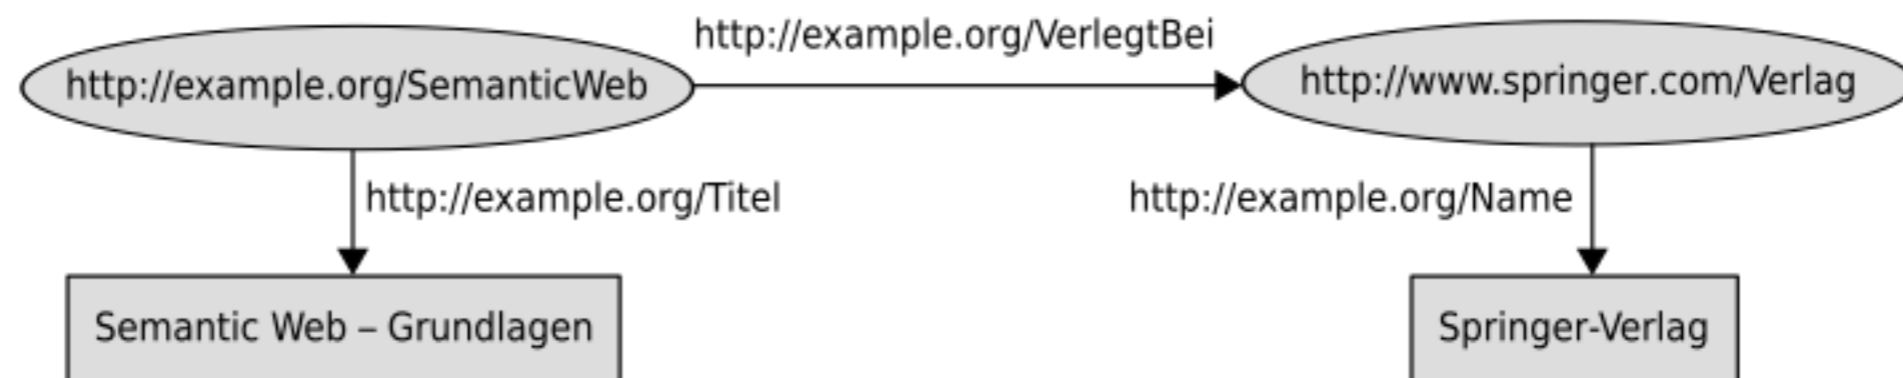 http://example.org/VerlegtBei
http://example.org/SemanticWeb
http://www.springer.com/Verlag
http://example.org/Titel
http://example.org/Name
Semantic Web – Grundlagen
Springer-Verlag